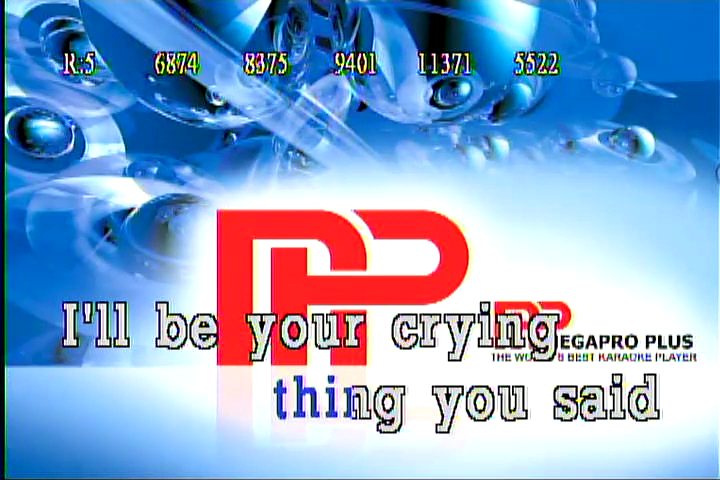 R:5 6874 8375 9401 11371 5522
I'll be your crying
EGAPRO PLUS
THE WORLD'S BEST KARAOKE PLAYER
thing you said